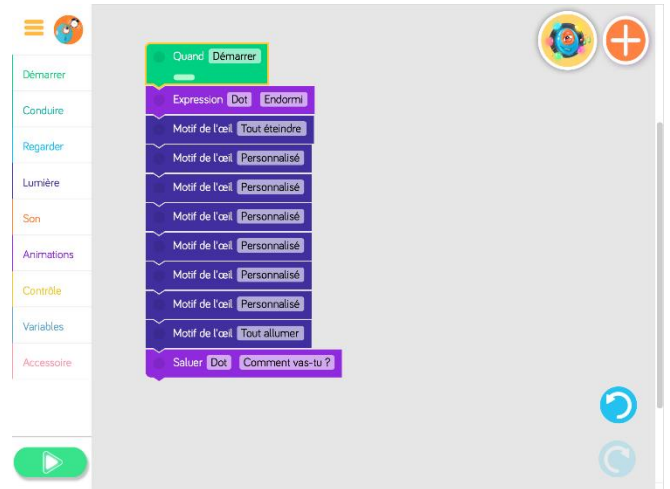 Démarrer
Conduire
Regarder
Lumière
Son
Animations
Contrôle
Variables
Accessoire
Quand Démarrer
Expression Dot Endormi
Motif de l'œil Tout éteindre
Motif de l'œil Personnalisé
Motif de l'œil Personnalisé
Motif de l'œil Personnalisé
Motif de l'œil Personnalisé
Motif de l'œil Personnalisé
Motif de l'œil Personnalisé
Motif de l'œil Tout allumer
Saluer Dot Comment vas-tu ?